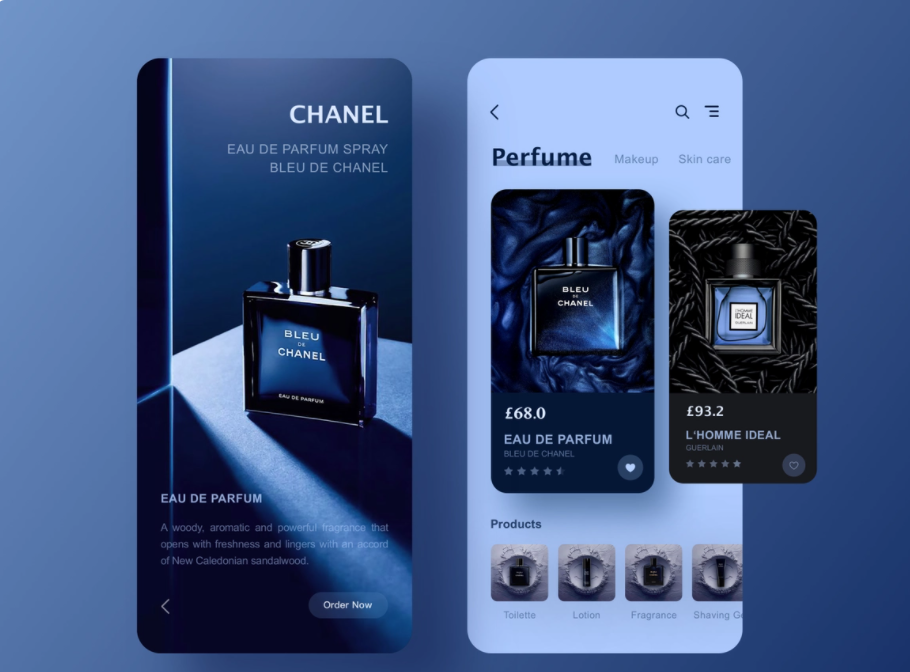 CHANEL
EAU DE PARFUM SPRAY
BLEU DE CHANEL
BLEU
DE
CHANEL
EAU DE PARFUM
EAU DE PARFUM
A woody, aromatic and powerful fragrance that
opens with freshness and lingers with an accord
of New Caledonian sandalwood.
Order Now
Perfume
Makeup
Skin care
BLEU
DE
CHANEL
£68.0
EAU DE PARFUM
BLEU DE CHANEL
L'HOMME
IDEAL
GUERLAIN
£93.2
L'HOMME IDEAL
GUERLAIN
Products
Toilette
Lotion
Fragrance
Shaving Ge